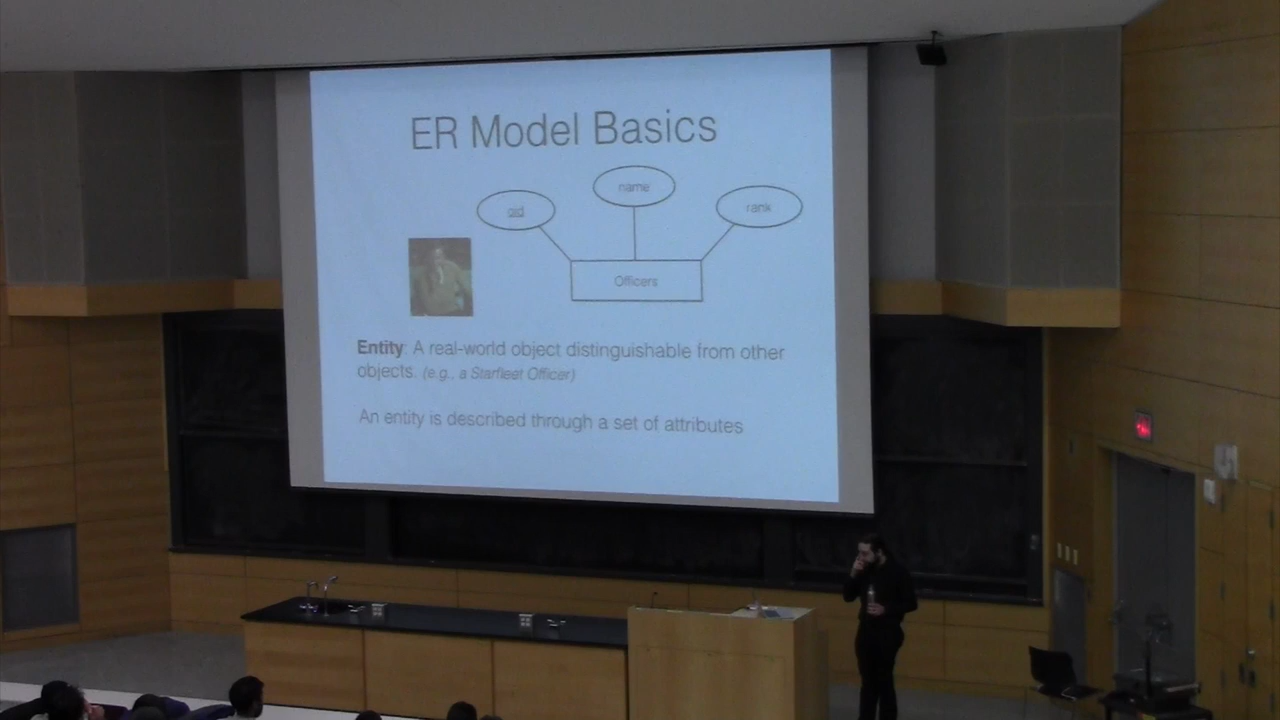 ER Model Basics
name
oid
rank
Officers
Entity: A real-world object distinguishable from other
objects. (e.g., a Starfleet Officer)
An entity is described through a set of attributes